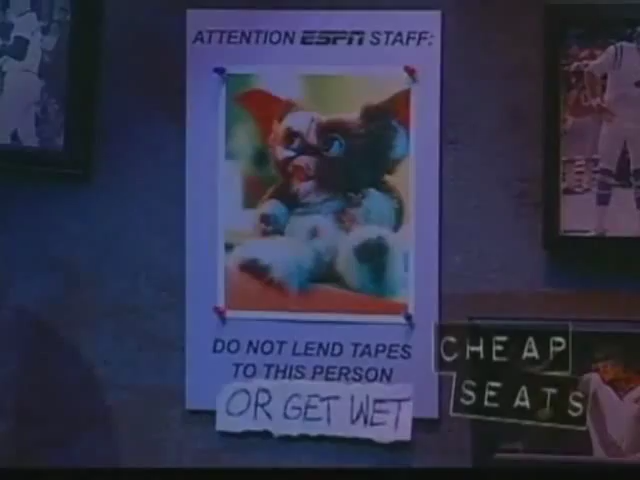 ATTENTION ESPN STAFF:
DO NOT LEND TAPES
TO THIS PERSON
OR GET WET
CHEAP
SEATS